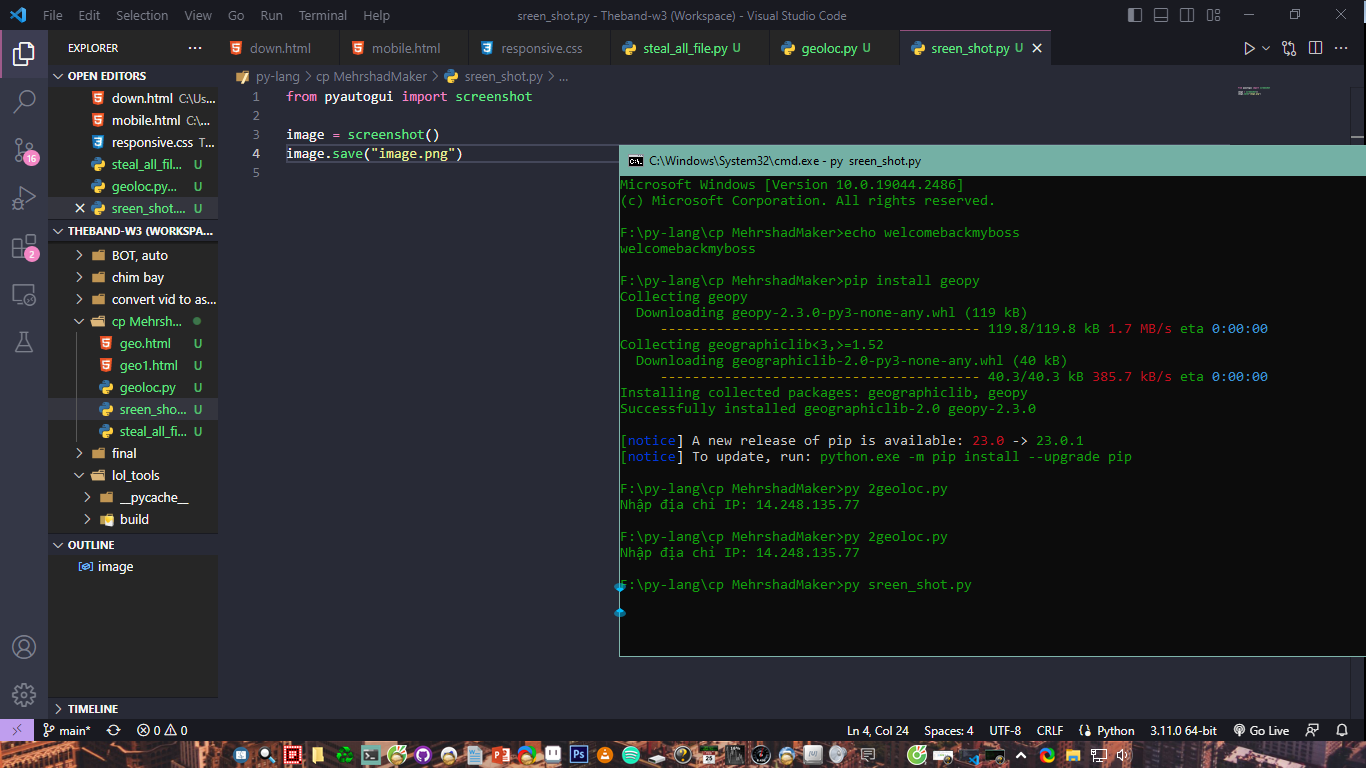 File Edit Selection View Go Run Terminal Help
sreen_shot.py - Theband-w3 (Workspace) - Visual Studio Code
EXPLORER
down.html
mobile.html
responsive.css
steal_all_file.py U
geoloc.py U
sreen_shot.py U
OPEN EDITORS
down.html C:\Us...
mobile.html C:\...
responsive.css T...
steal_all_fil... U
geoloc.py... U
sreen_shot.... U
THEBAND-W3 (WORKSPA...
BOT, auto
chim bay
convert vid to as...
cp Mehrsh...
geo.html U
geo1.html U
geoloc.py U
sreen_sho... U
steal_all_fi... U
final
lol_tools
__pycache__
build
OUTLINE
image
TIMELINE
16
2
py-lang > cp MehrshadMaker > sreen_shot.py > ...
1 from pyautogui import screenshot
2
3 image = screenshot()
4 image.save("image.png")
5
C:\Windows\System32\cmd.exe - py sreen_shot.py
Microsoft Windows [Version 10.0.19044.2486]
(c) Microsoft Corporation. All rights reserved.
F:\py-lang\cp MehrshadMaker>echo welcomebackmyboss
welcomebackmyboss
F:\py-lang\cp MehrshadMaker>pip install geopy
Collecting geopy
Downloading geopy-2.3.0-py3-none-any.whl (119 kB)
---------------------------------------- 119.8/119.8 kB 1.7 MB/s eta 0:00:00
Collecting geographiclib<3,>=1.52
Downloading geographiclib-2.0-py3-none-any.whl (40 kB)
---------------------------------------- 40.3/40.3 kB 385.7 kB/s eta 0:00:00
Installing collected packages: geographiclib, geopy
Successfully installed geographiclib-2.0 geopy-2.3.0
[notice] A new release of pip is available: 23.0 -> 23.0.1
[notice] To update, run: python.exe -m pip install --upgrade pip
F:\py-lang\cp MehrshadMaker>py 2geoloc.py
Nhập địa chỉ IP: 14.248.135.77
F:\py-lang\cp MehrshadMaker>py 2geoloc.py
Nhập địa chỉ IP: 14.248.135.77
F:\py-lang\cp MehrshadMaker>py sreen_shot.py
main* 0 0
Ln 4, Col 24 Spaces: 4 UTF-8 CRLF Python 3.11.0 64-bit Go Live